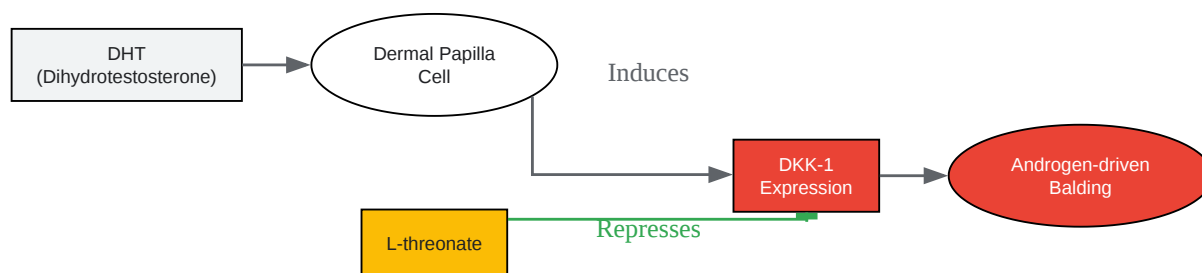 DHT
(Dihydrotestosterone)
Dermal Papilla
Cell
Induces
DKK-1
Expression
Androgen-driven
Balding
L-threonate
Represses